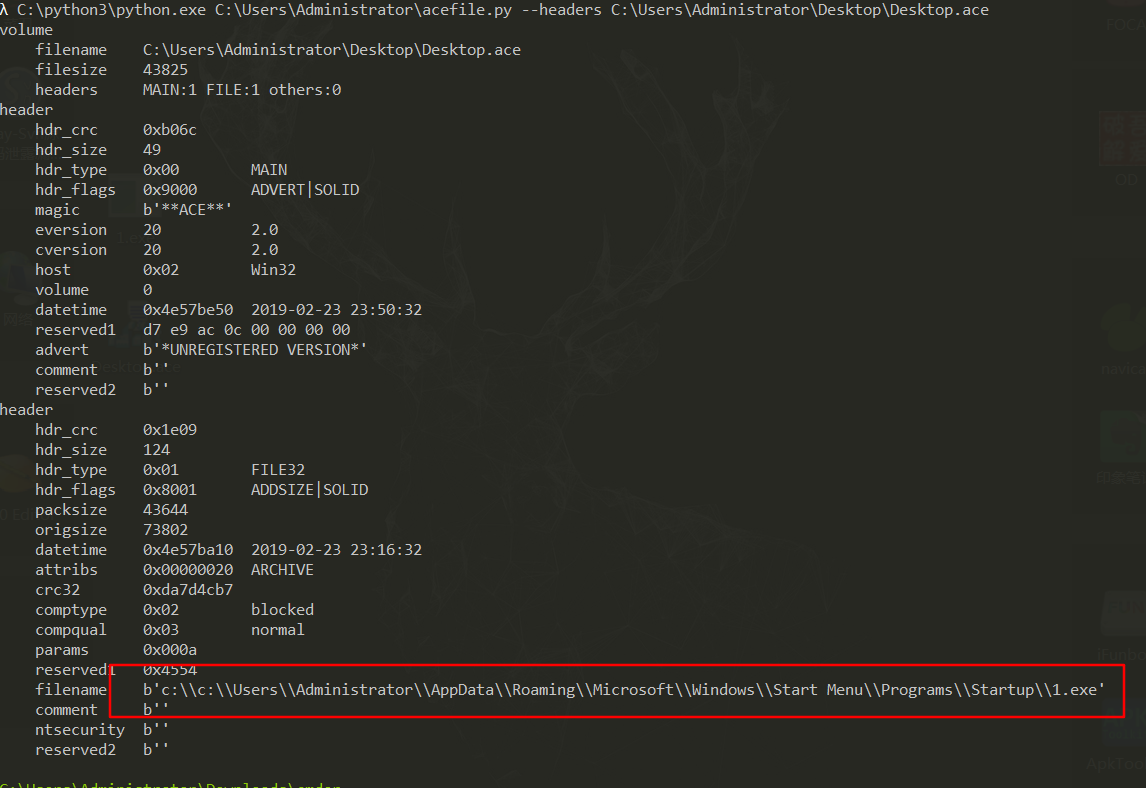 λ C:\python3\python.exe C:\Users\Administrator\acefile.py --headers C:\Users\Administrator\Desktop\Desktop.ace
volume
filename C:\Users\Administrator\Desktop\Desktop.ace
filesize 43825
headers MAIN:1 FILE:1 others:0
header
hdr_crc 0xb06c
hdr_size 49
hdr_type 0x00 MAIN
hdr_flags 0x9000 ADVERT|SOLID
magic b'**ACE**'
eversion 20 2.0
cversion 20 2.0
host 0x02 Win32
volume 0
datetime 0x4e57be50 2019-02-23 23:50:32
reserved1 d7 e9 ac 0c 00 00 00 00
advert b'*UNREGISTERED VERSION*'
comment b''
reserved2 b''
header
hdr_crc 0x1e09
hdr_size 124
hdr_type 0x01 FILE32
hdr_flags 0x8001 ADDSIZE|SOLID
packsize 43644
origsize 73802
datetime 0x4e57ba10 2019-02-23 23:16:32
attribs 0x00000020 ARCHIVE
crc32 0xda7d4cb7
comptype 0x02 blocked
compqual 0x03 normal
params 0x000a
reserved1 0x4554
filename b'c:\\c:\\Users\\Administrator\\AppData\\Roaming\\Microsoft\\Windows\\Start Menu\\Programs\\Startup\\1.exe'
comment b''
ntsecurity b''
reserved2 b''